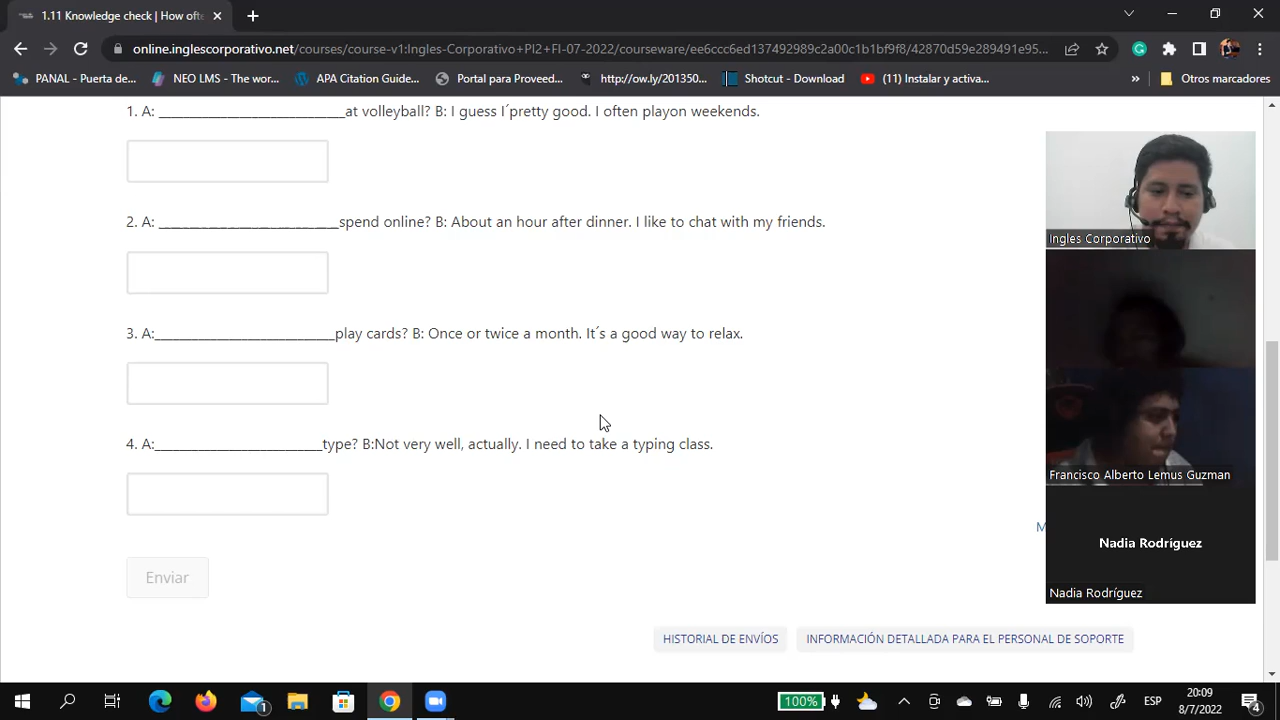 1.11 Knowledge check | How ofte
online.inglescorporativo.net/courses/course-v1:Ingles-Corporativo+PI2+FI-07-2022/courseware/ee6ccc6ed137492989c2a00c1b1bf9f8/42870d59e289491e95...
PANAL - Puerta de... NEO LMS - The wor... APA Citation Guide... Portal para Proveed... http://ow.ly/201350... Shotcut - Download (11) Instalar y activa... » Otros marcadores
1. A: ____________________________at volleyball? B: I guess I´pretty good. I often playon weekends.
2. A: ___________________________spend online? B: About an hour after dinner. I like to chat with my friends.
3. A:___________________________play cards? B: Once or twice a month. It´s a good way to relax.
4. A:_________________________type? B:Not very well, actually. I need to take a typing class.
Enviar
HISTORIAL DE ENVÍOS INFORMACIÓN DETALLADA PARA EL PERSONAL DE SOPORTE
Ingles Corporativo
Francisco Alberto Lemus Guzman
Nadia Rodríguez
Nadia Rodríguez
1
100%
ESP
20:09
8/7/2022
4